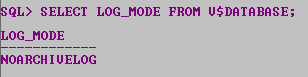 SQL> SELECT LOG_MODE FROM V$DATABASE;
LOG_MODE
------------
NOARCHIVELOG